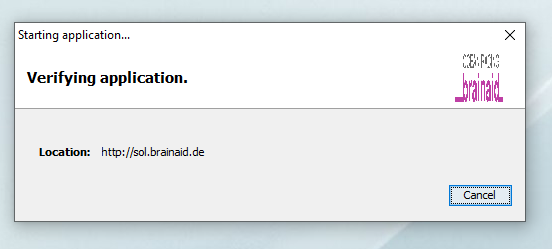 Starting application...
Verifying application.
brainaid
Location: http://sol.brainaid.de
Cancel